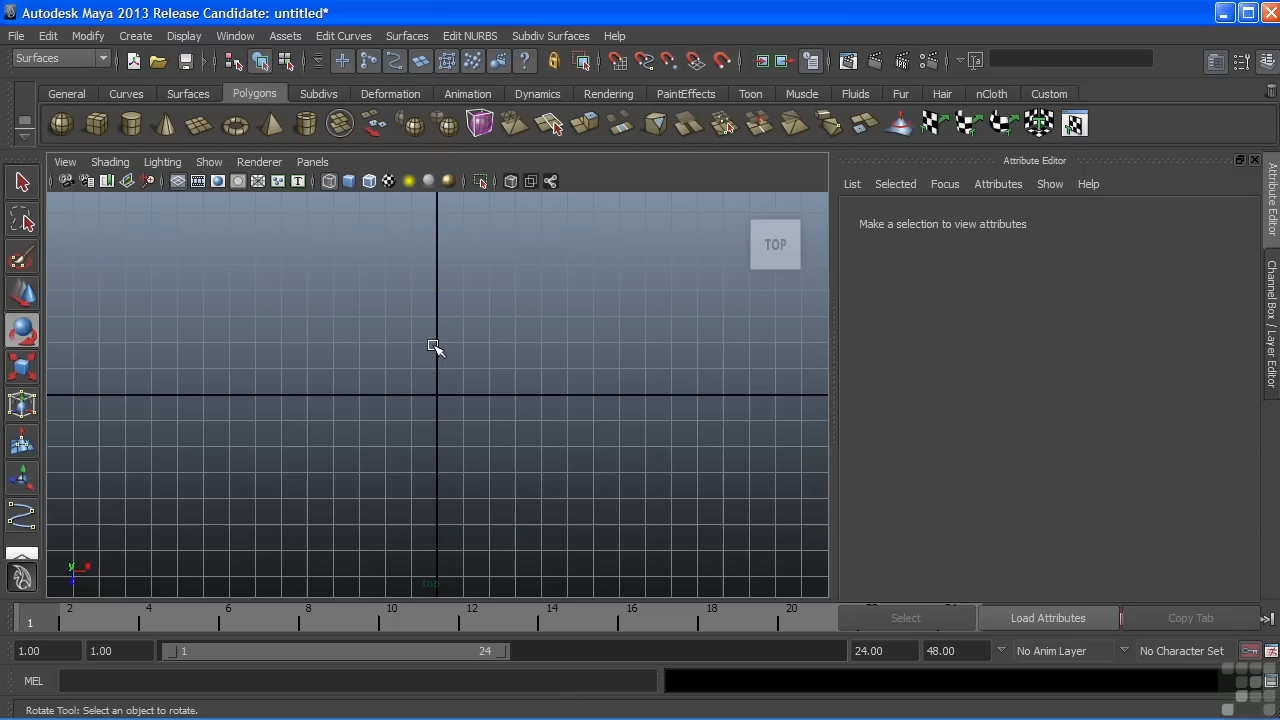 Autodesk Maya 2013 Release Candidate: untitled*
File Edit Modify Create Display Window Assets Edit Curves Surfaces Edit NURBS Subdiv Surfaces Help
Surfaces
General Curves Surfaces Polygons Subdivs Deformation Animation Dynamics Rendering PaintEffects Toon Muscle Fluids Fur Hair nCloth Custom
View Shading Lighting Show Renderer Panels
Attribute Editor
List Selected Focus Attributes Show Help
Make a selection to view attributes
TOP
Attribute Editor
Channel Box / Layer Editor
y x
top
2 4 6 8 10 12 14 16 18 20
1
Select Load Attributes Copy Tab
1.00 1.00 1 24 24.00 48.00 No Anim Layer No Character Set
MEL
Rotate Tool: Select an object to rotate.